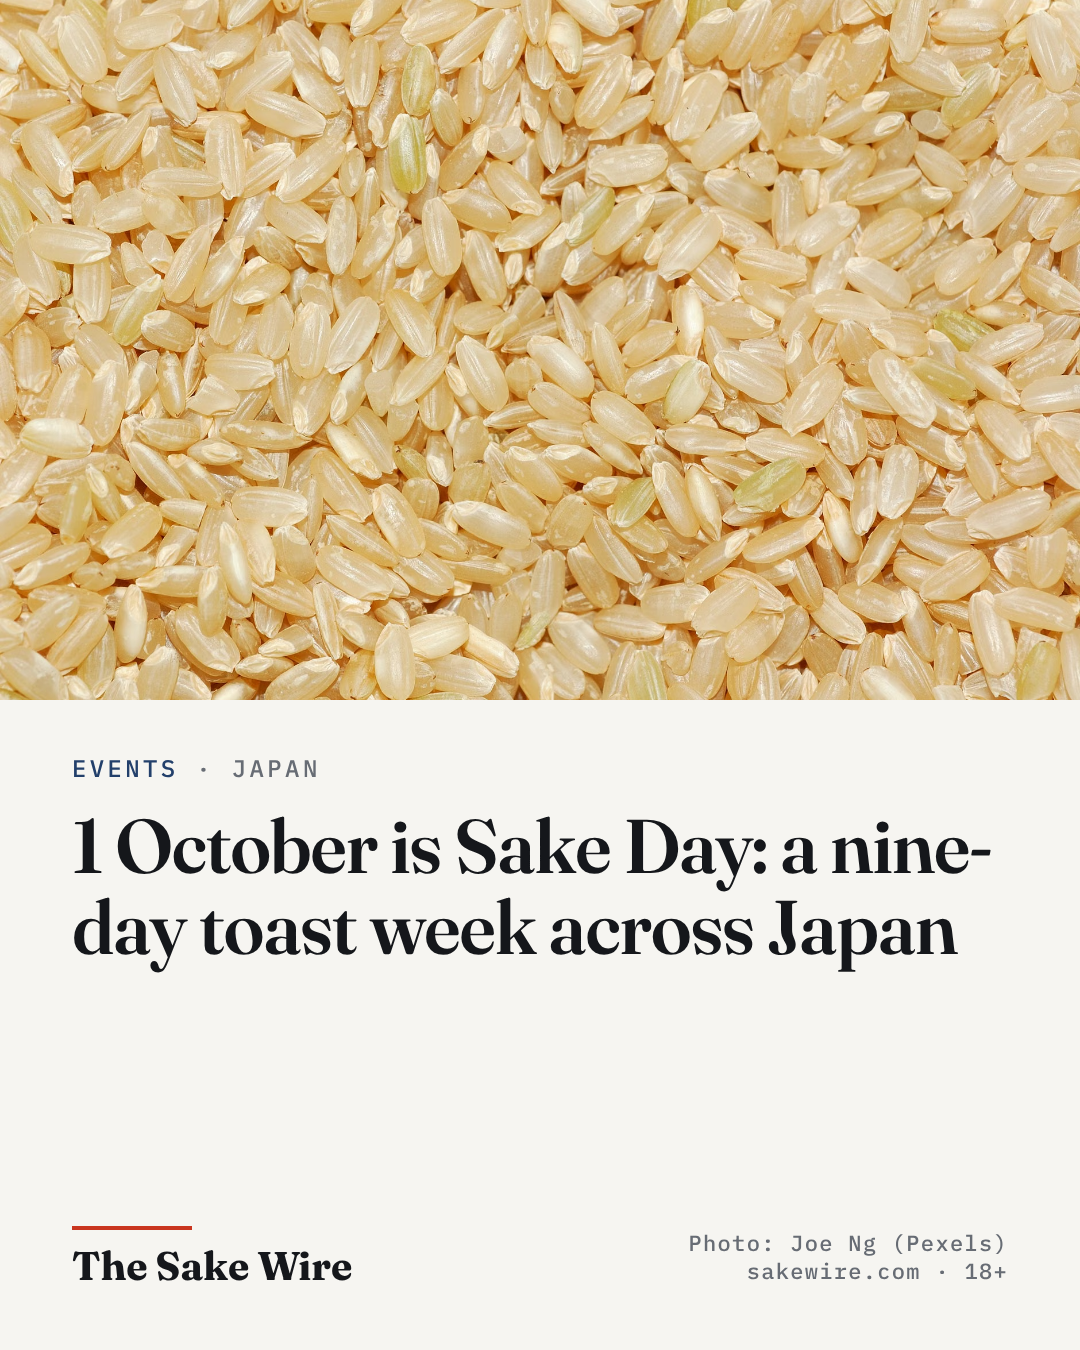 EVENTS · JAPAN
1 October is Sake Day: a nine-
day toast week across Japan
The Sake Wire
Photo: Joe Ng (Pexels)
sakewire.com · 18+